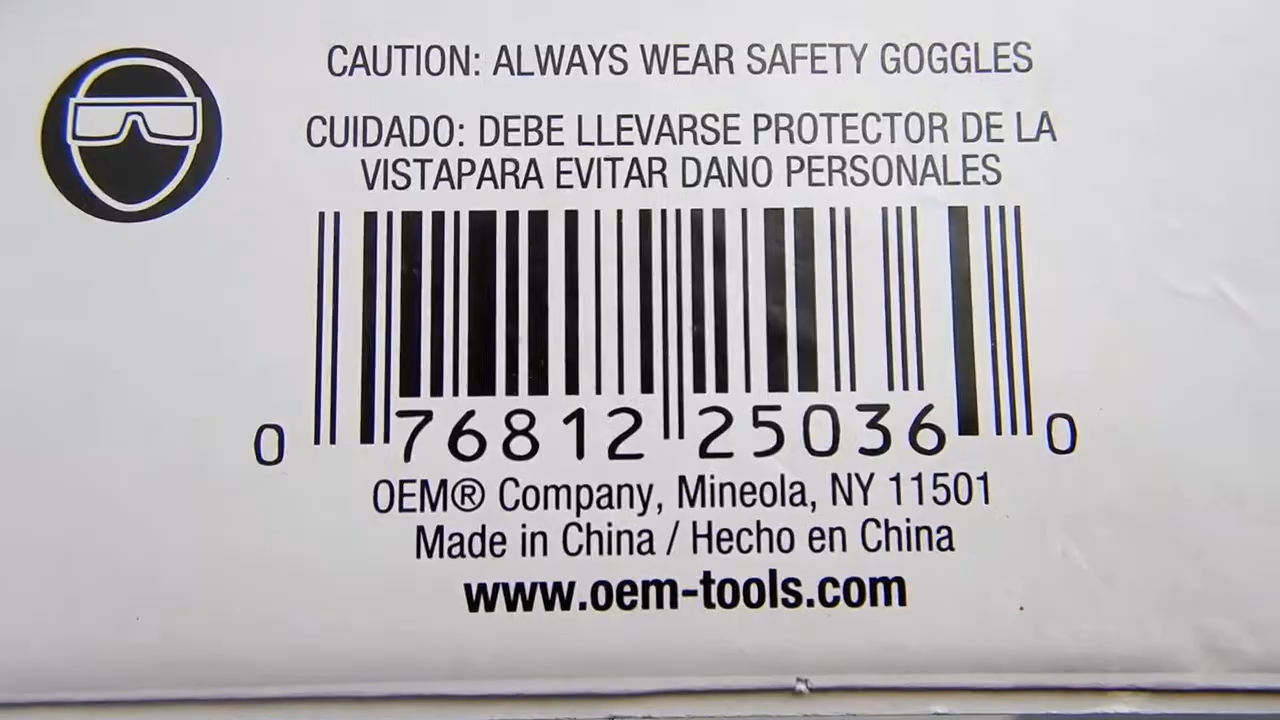 CAUTION: ALWAYS WEAR SAFETY GOGGLES
CUIDADO: DEBE LLEVARSE PROTECTOR DE LA
VISTAPARA EVITAR DANO PERSONALES
0 76812 25036 0
OEM® Company, Mineola, NY 11501
Made in China / Hecho en China
www.oem-tools.com